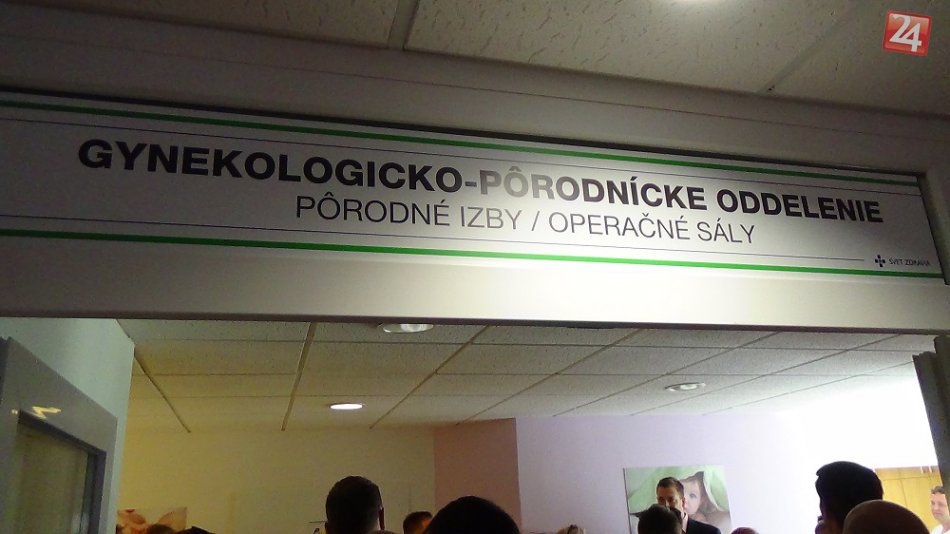 24
GYNEKOLOGICKO-PÔRODNÍCKE ODDELENIE
PÔRODNÉ IZBY / OPERAČNÉ SÁLY
SVET ZDRAVIA